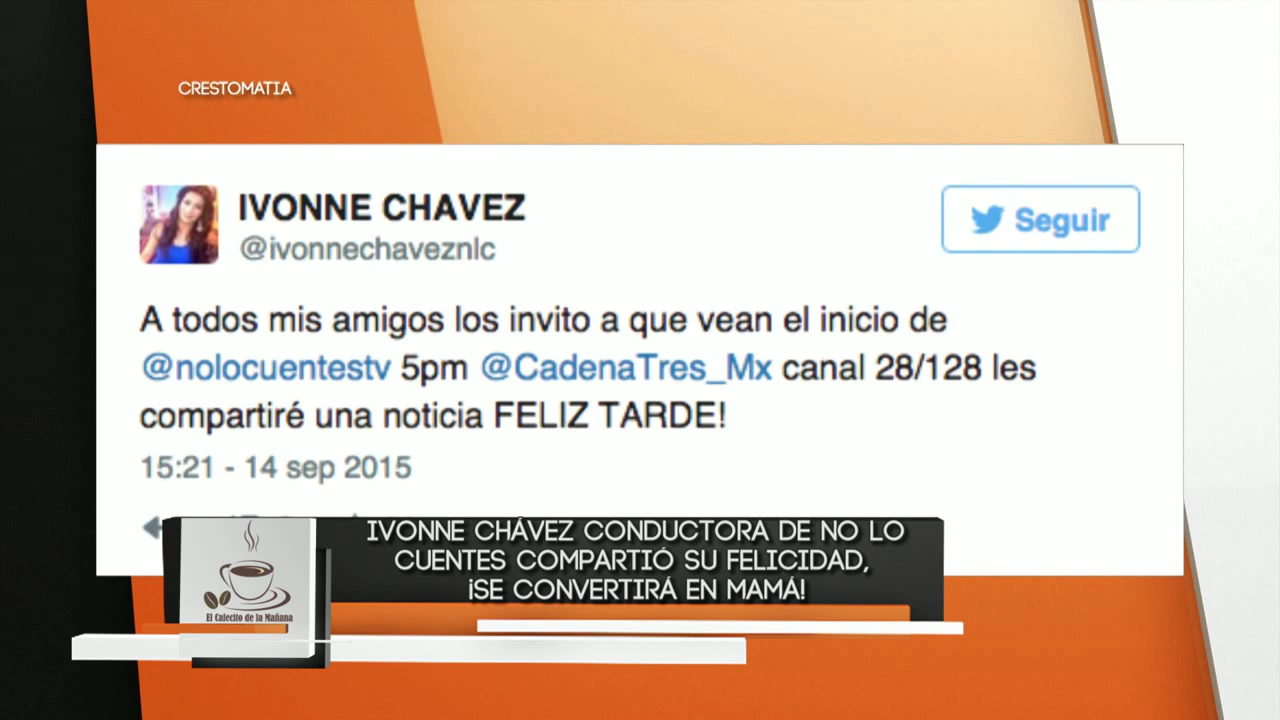 CRESTOMATIA
IVONNE CHAVEZ
@ivonnechaveznlc
Seguir
A todos mis amigos los invito a que vean el inicio de
@nolocuentestv 5pm @CadenaTres_Mx canal 28/128 les
compartiré una noticia FELIZ TARDE!
15:21 - 14 sep 2015
IVONNE CHÁVEZ CONDUCTORA DE NO LO
CUENTES COMPARTIÓ SU FELICIDAD,
¡SE CONVERTIRÁ EN MAMÁ!
El Cafecito de la Mañana